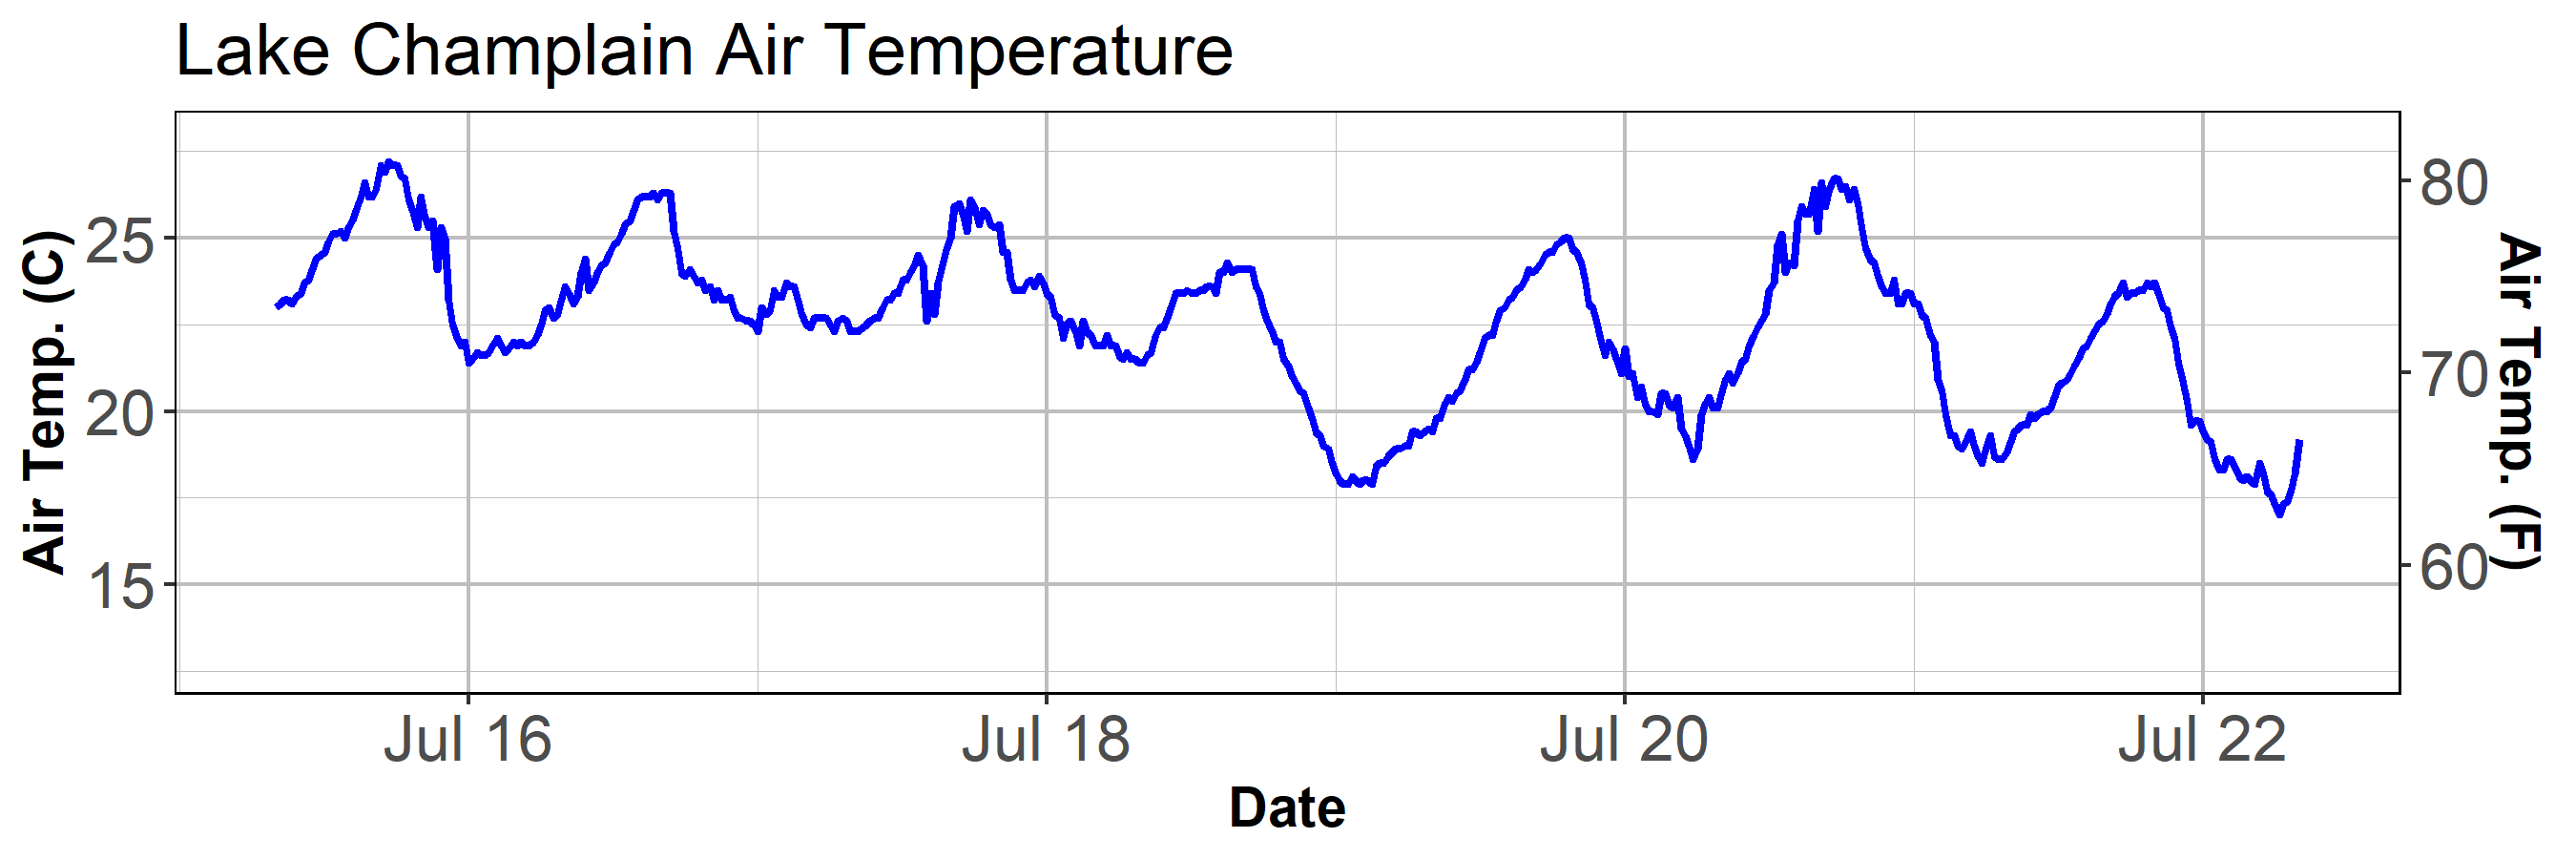 Lake Champlain Air Temperature
Air Temp. (C)
25
20
15
80
70
60
Air Temp. (F)
Jul 16
Jul 18
Jul 20
Jul 22
Date